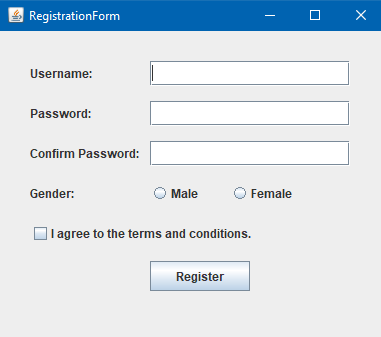 RegistrationForm
Username:
Password:
Confirm Password:
Gender: Male Female
I agree to the terms and conditions.
Register